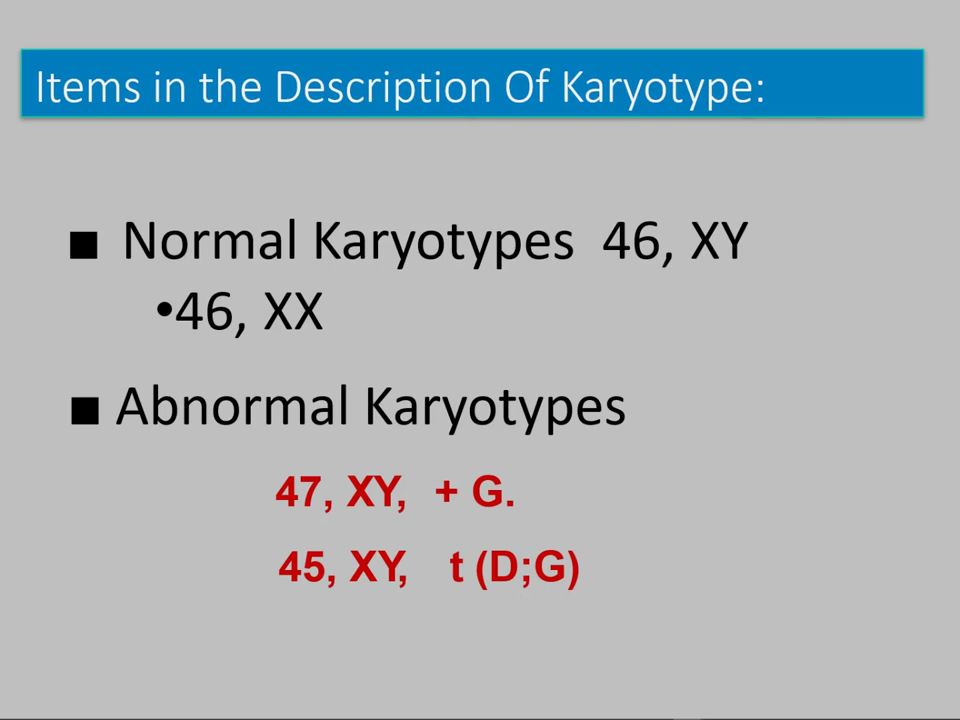 Items in the Description Of Karyotype:
■ Normal Karyotypes 46, XY
•46, XX
■ Abnormal Karyotypes
47, XY, + G.
45, XY, t (D;G)